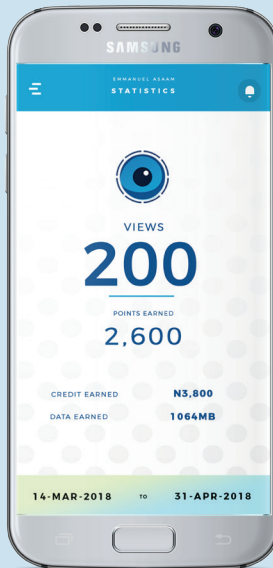 SAMSUNG
EMMANUEL ASAAM
STATISTICS
VIEWS
200
POINTS EARNED
2,600
CREDIT EARNED N3,800
DATA EARNED 1064MB
14-MAR-2018 TO 31-APR-2018